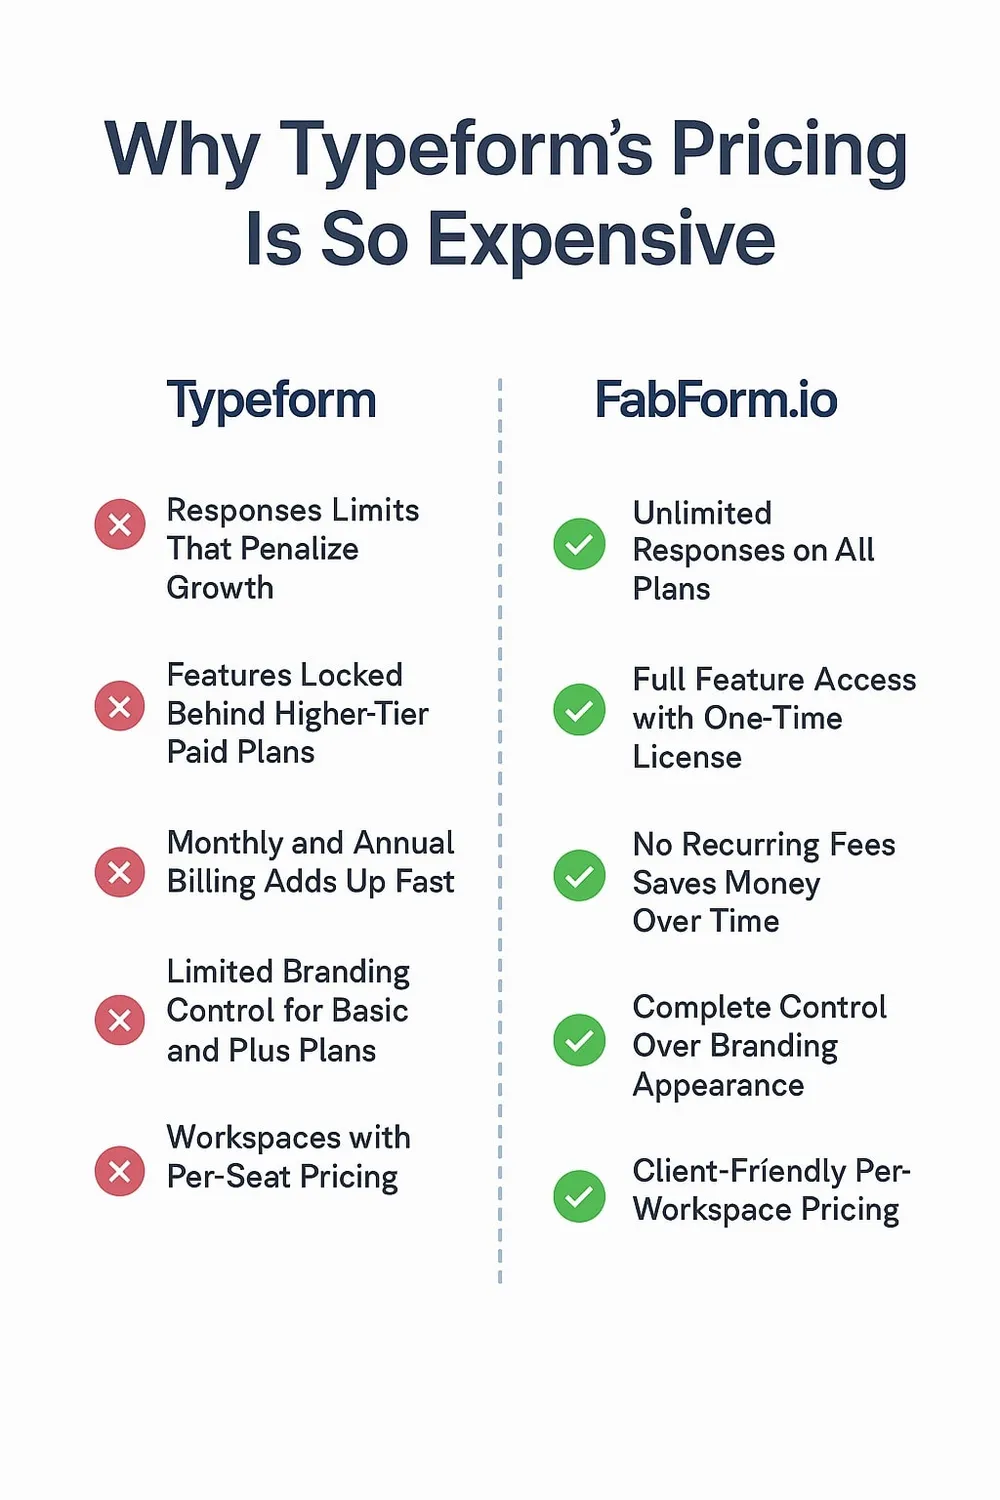 Why Typeform's Pricing
Is So Expensive
Typeform
Responses Limits
That Penalize
Growth
Features Locked
Behind Higher-Tier
Paid Plans
Monthly and Annual
Billing Adds Up Fast
Limited Branding
Control for Basic
and Plus Plans
Workspaces with
Per-Seat Pricing
FabForm.io
Unlimited
Responses on All
Plans
Full Feature Access
with One-Time
License
No Recurring Fees
Saves Money
Over Time
Complete Control
Over Branding
Appearance
Client-Fríendly Per-
Workspace Pricing